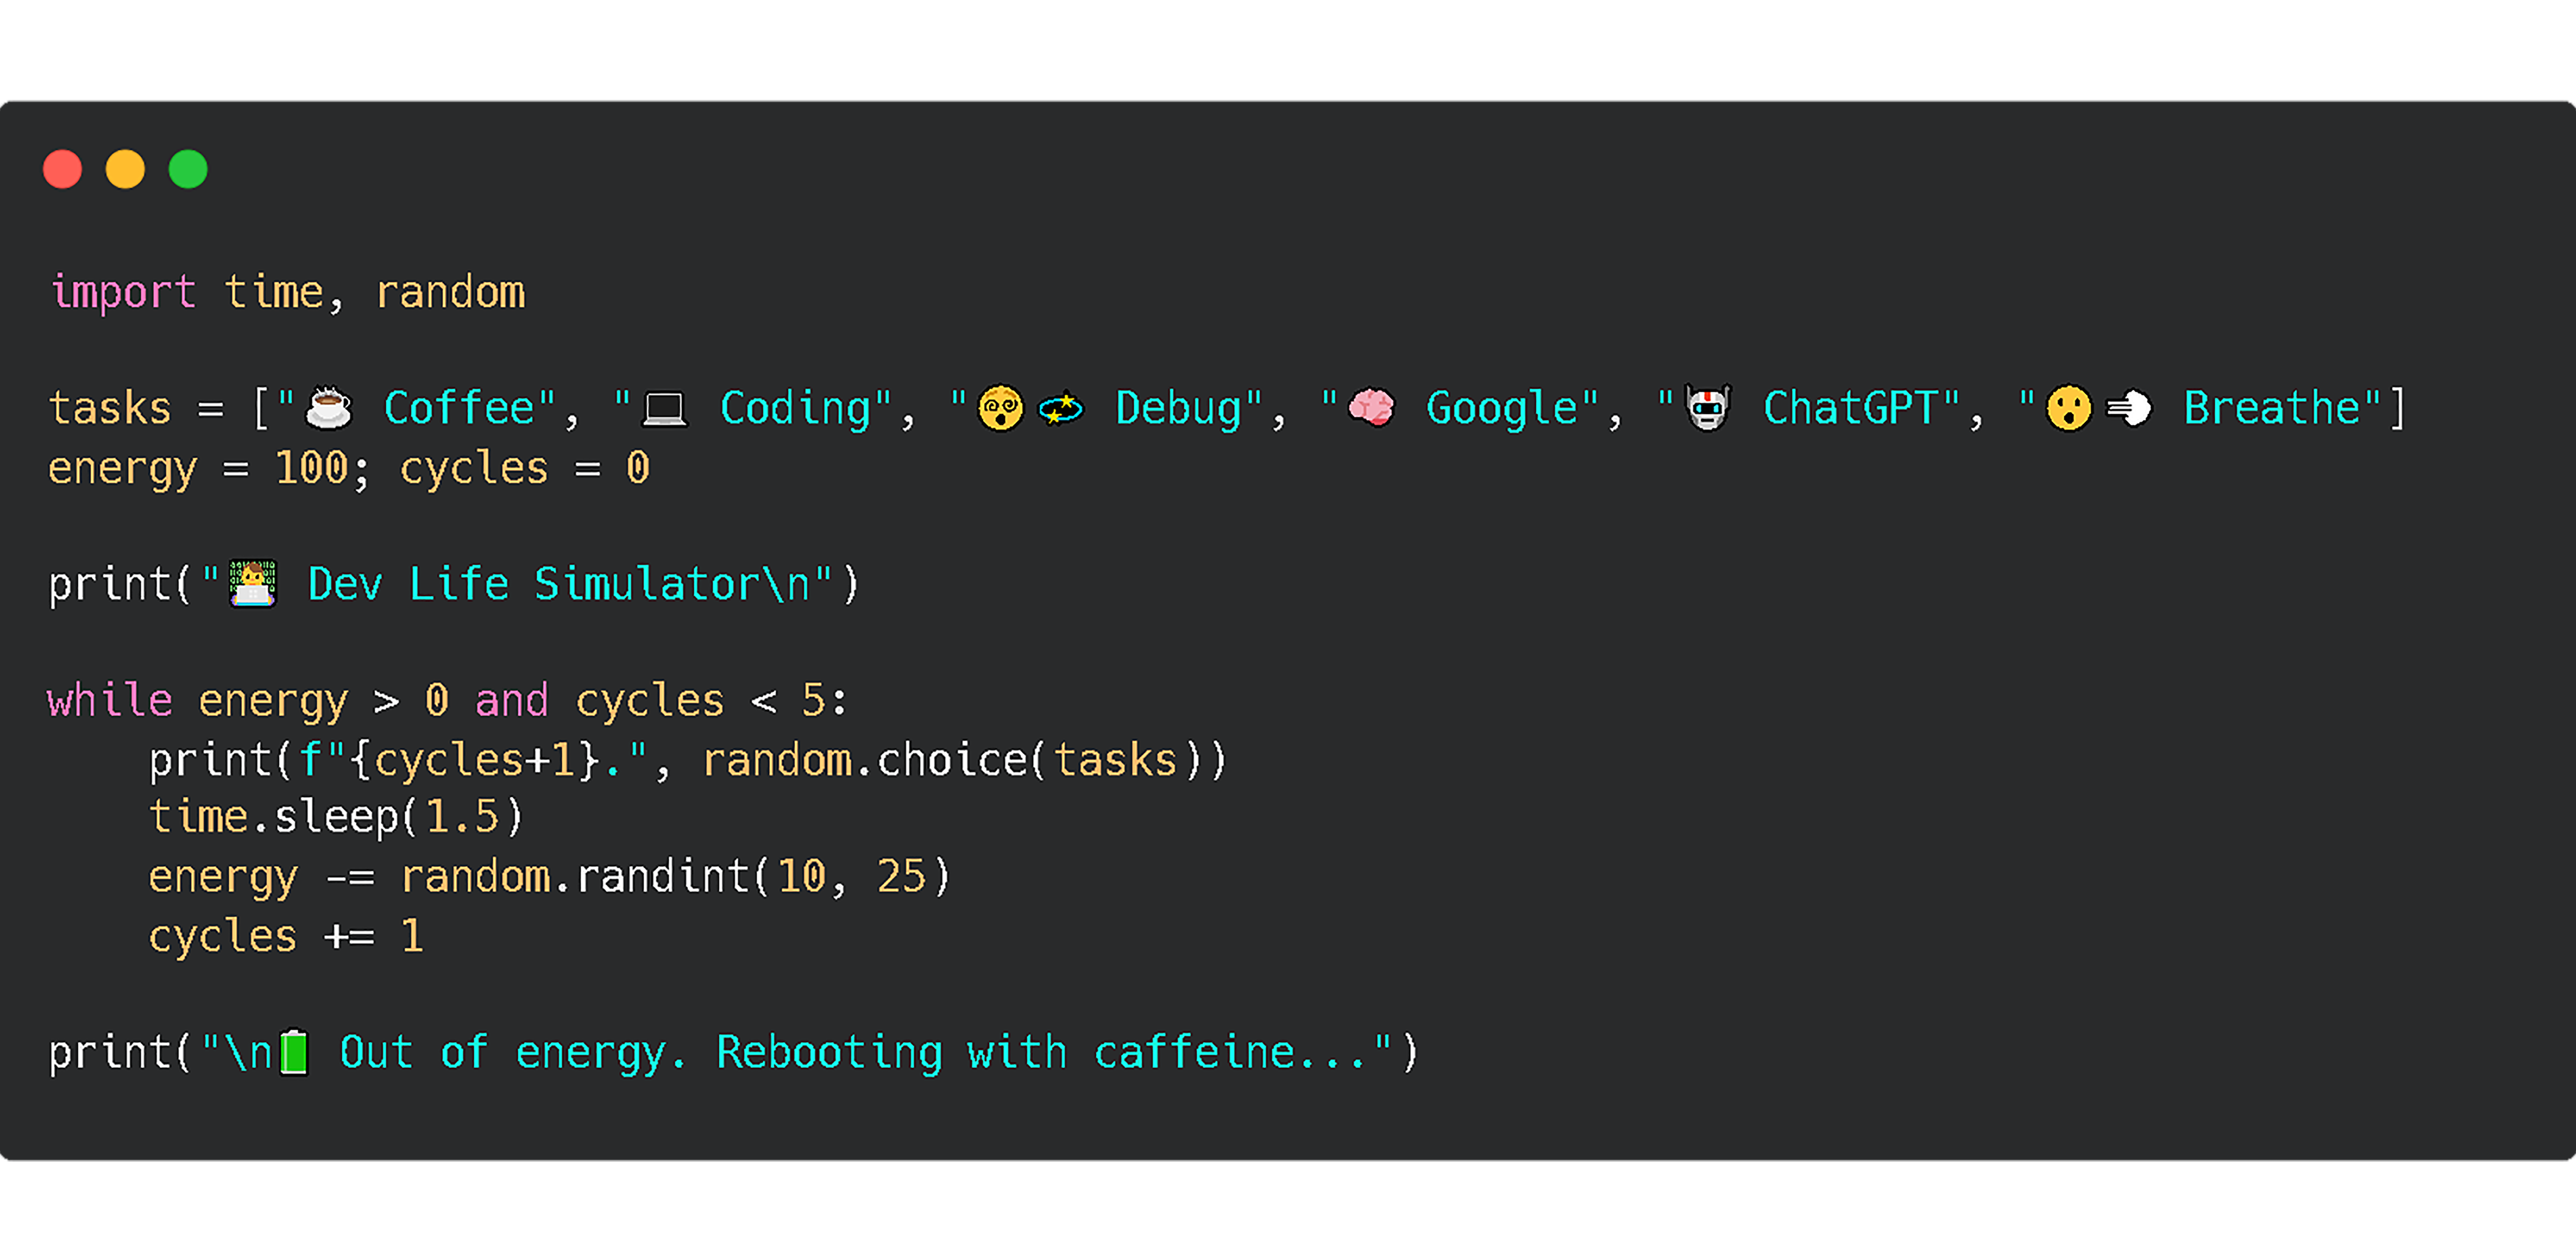 import time, random
tasks = ["☕ Coffee", "💻 Coding", "😵💫 Debug", "🧠 Google", "🤖 ChatGPT", "😮💨 Breathe"]
energy = 100; cycles = 0
print("👨‍💻 Dev Life Simulator\n")
while energy > 0 and cycles < 5:
    print(f"{cycles+1}.", random.choice(tasks))
    time.sleep(1.5)
    energy -= random.randint(10, 25)
    cycles += 1
print("\n🔋 Out of energy. Rebooting with caffeine...")